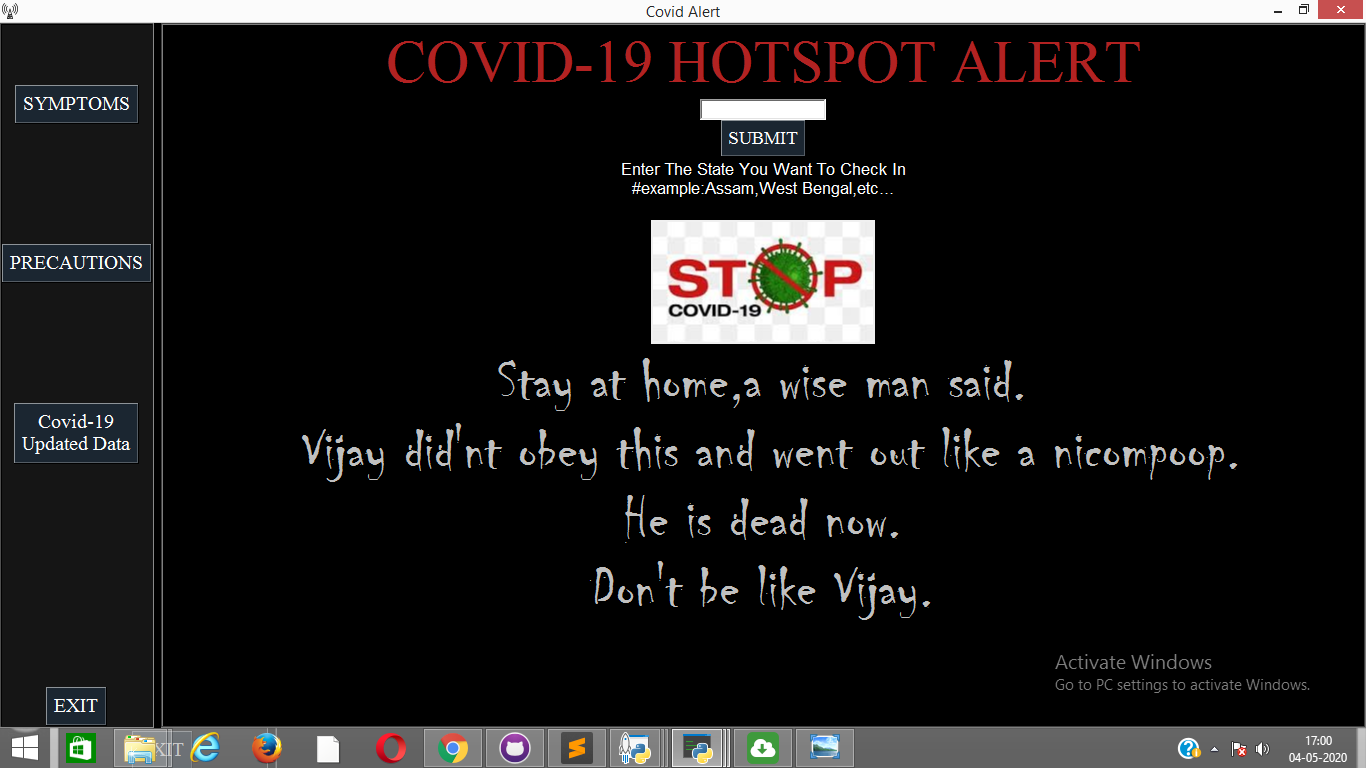 Covid Alert
COVID-19 HOTSPOT ALERT
SYMPTOMS
SUBMIT
Enter The State You Want To Check In
#example:Assam,West Bengal,etc...
PRECAUTIONS
STOP
COVID-19
Stay at home,a wise man said.
Vijay did'nt obey this and went out like a nicompoop.
He is dead now.
Don't be like Vijay.
Covid-19
Updated Data
Activate Windows
Go to PC settings to activate Windows.
EXIT
XIT
17:00
04-05-2020